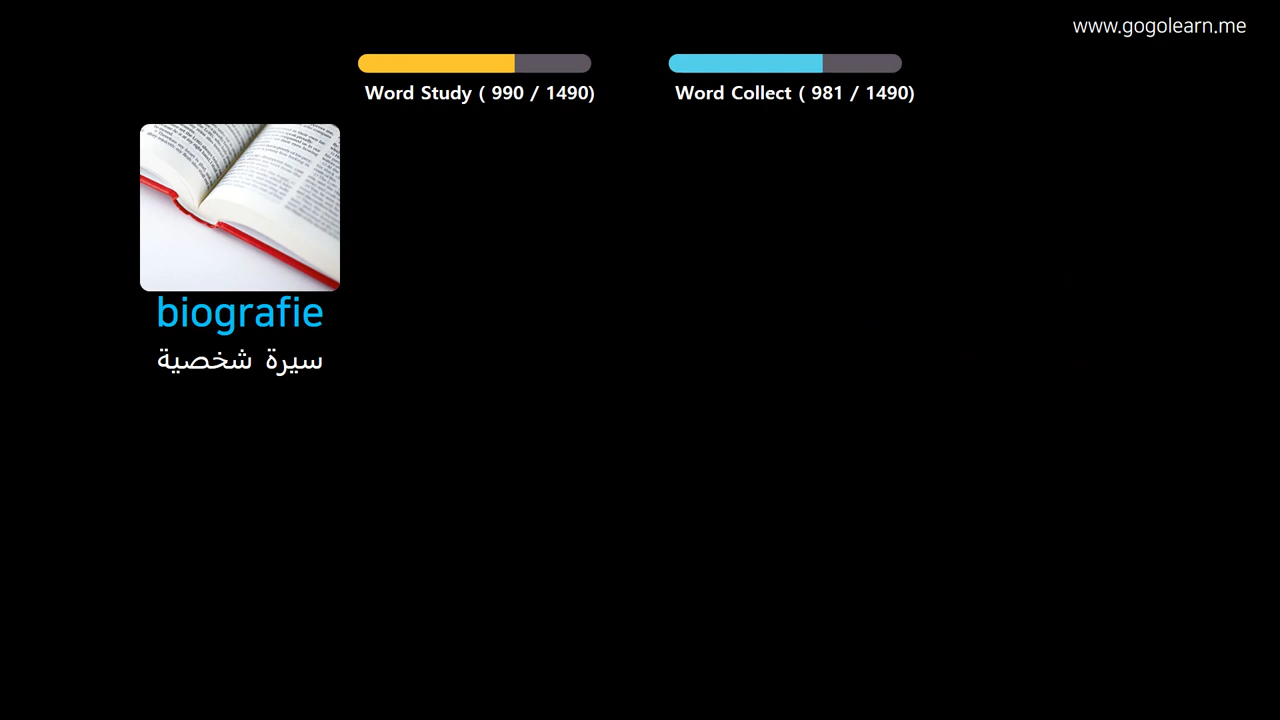 www.gogolearn.me
Word Study ( 990 / 1490)
Word Collect ( 981 / 1490)
biografie
سيرة شخصية